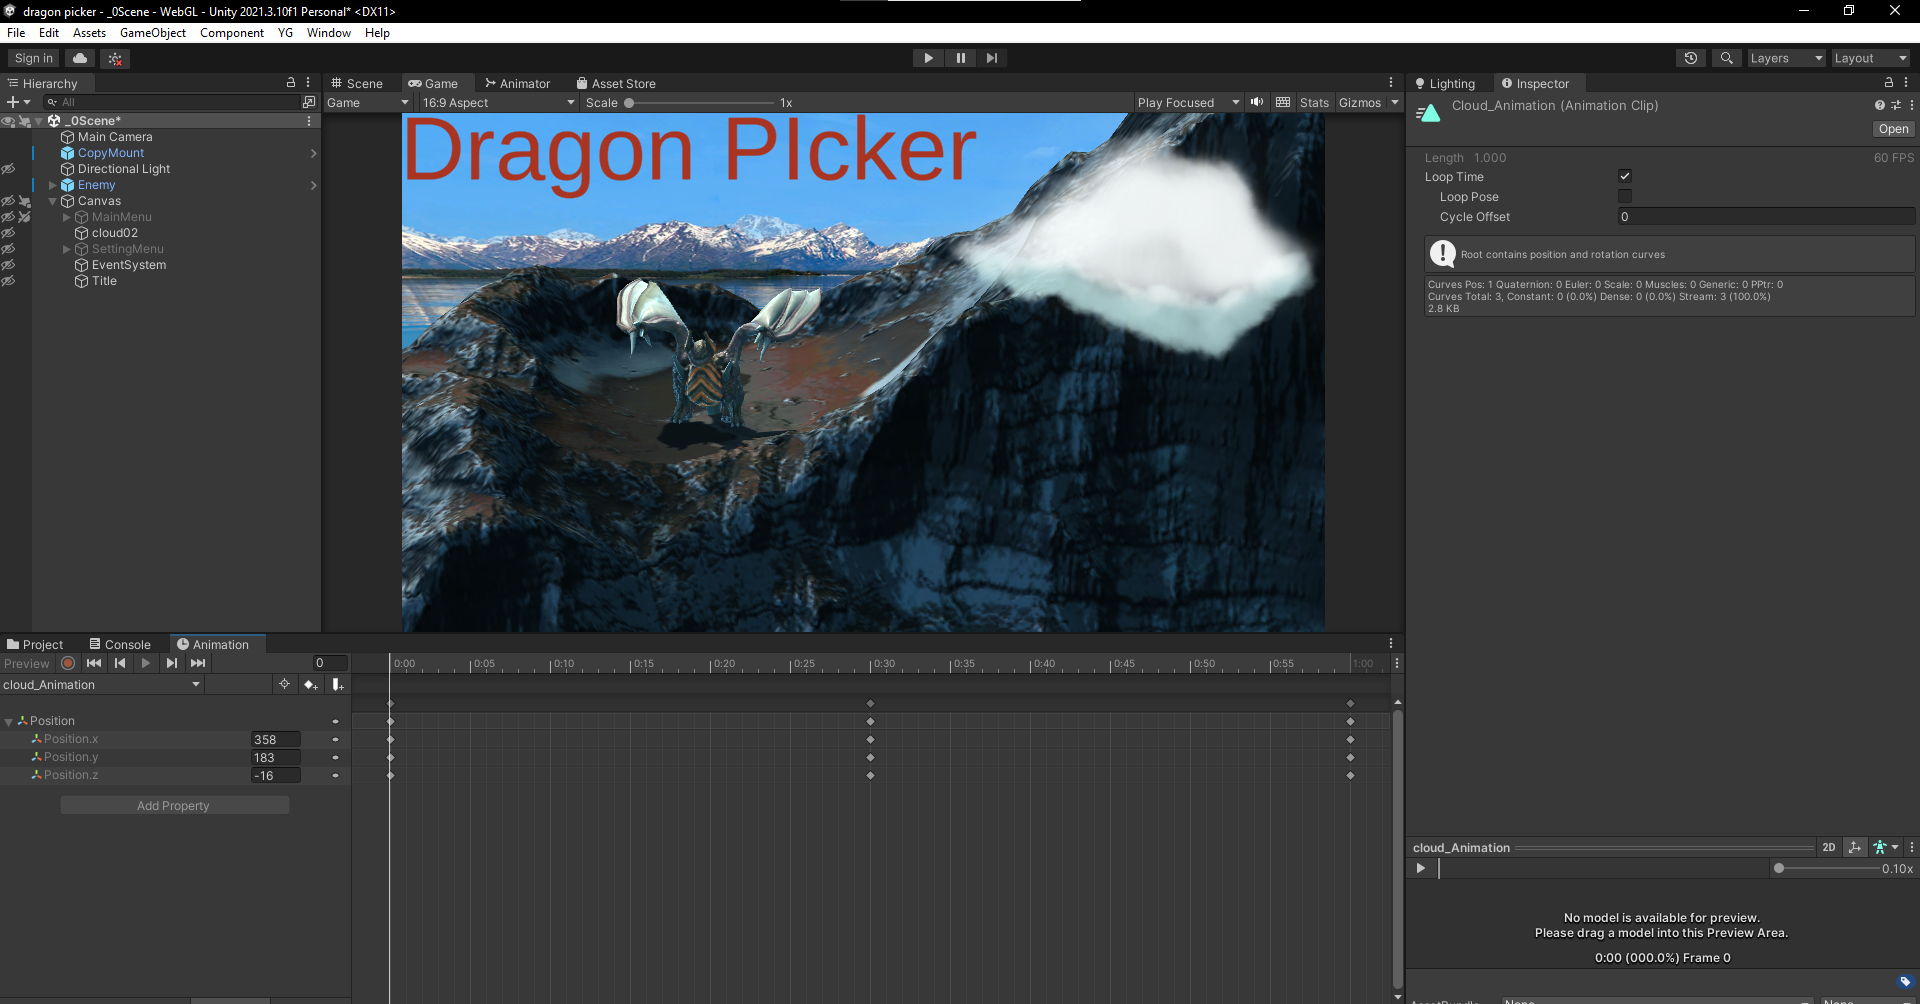 dragon picker - _0Scene - WebGL - Unity 2021.3.10f1 Personal* <DX11>
File Edit Assets GameObject Component YG Window Help
Sign in
Layers
Layout
Hierarchy
All
_0Scene*
Main Camera
CopyMount
Directional Light
Enemy
Canvas
MainMenu
cloud02
SettingMenu
EventSystem
Title
Scene Game Animator Asset Store
Game 16:9 Aspect Scale 1x Play Focused Stats Gizmos
Dragon PIcker
Lighting Inspector
Cloud_Animation (Animation Clip)
Open
Length 1.000 60 FPS
Loop Time
Loop Pose
Cycle Offset 0
Root contains position and rotation curves
Curves Pos: 1 Quaternion: 0 Euler: 0 Scale: 0 Muscles: 0 Generic: 0 PPtr: 0
Curves Total: 3, Constant: 0 (0.0%) Dense: 0 (0.0%) Stream: 3 (100.0%)
2.8 KB
Project Console Animation
Preview 0
0:00 0:05 0:10 0:15 0:20 0:25 0:30 0:35 0:40 0:45 0:50 0:55 1:00
cloud_Animation
Position
Position.x 358
Position.y 183
Position.z -16
Add Property
cloud_Animation 2D
0.10x
No model is available for preview.
Please drag a model into this Preview Area.
0:00 (000.0%) Frame 0
AssetBundle None None